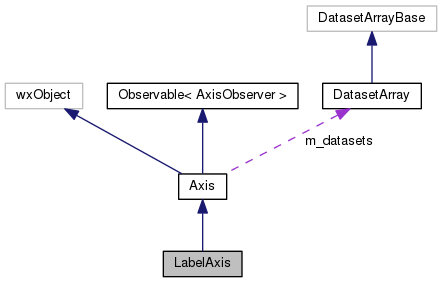 DatasetArrayBase
wxObject
Observable< AxisObserver >
DatasetArray
m_datasets
Axis
LabelAxis